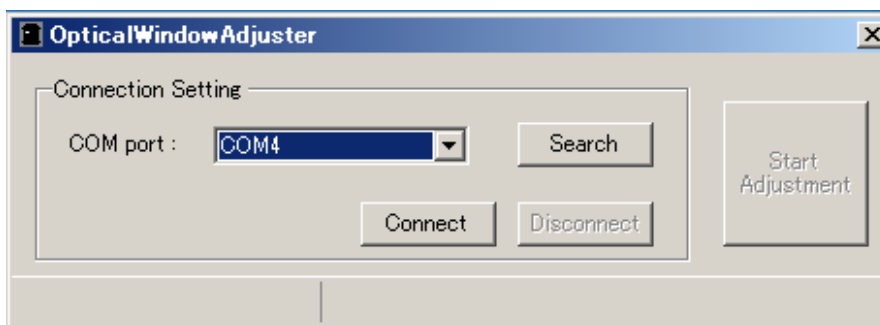 OpticalWindowAdjuster
Connection Setting
COM port :
COM4
Search
Connect
Disconnect
Start
Adjustment